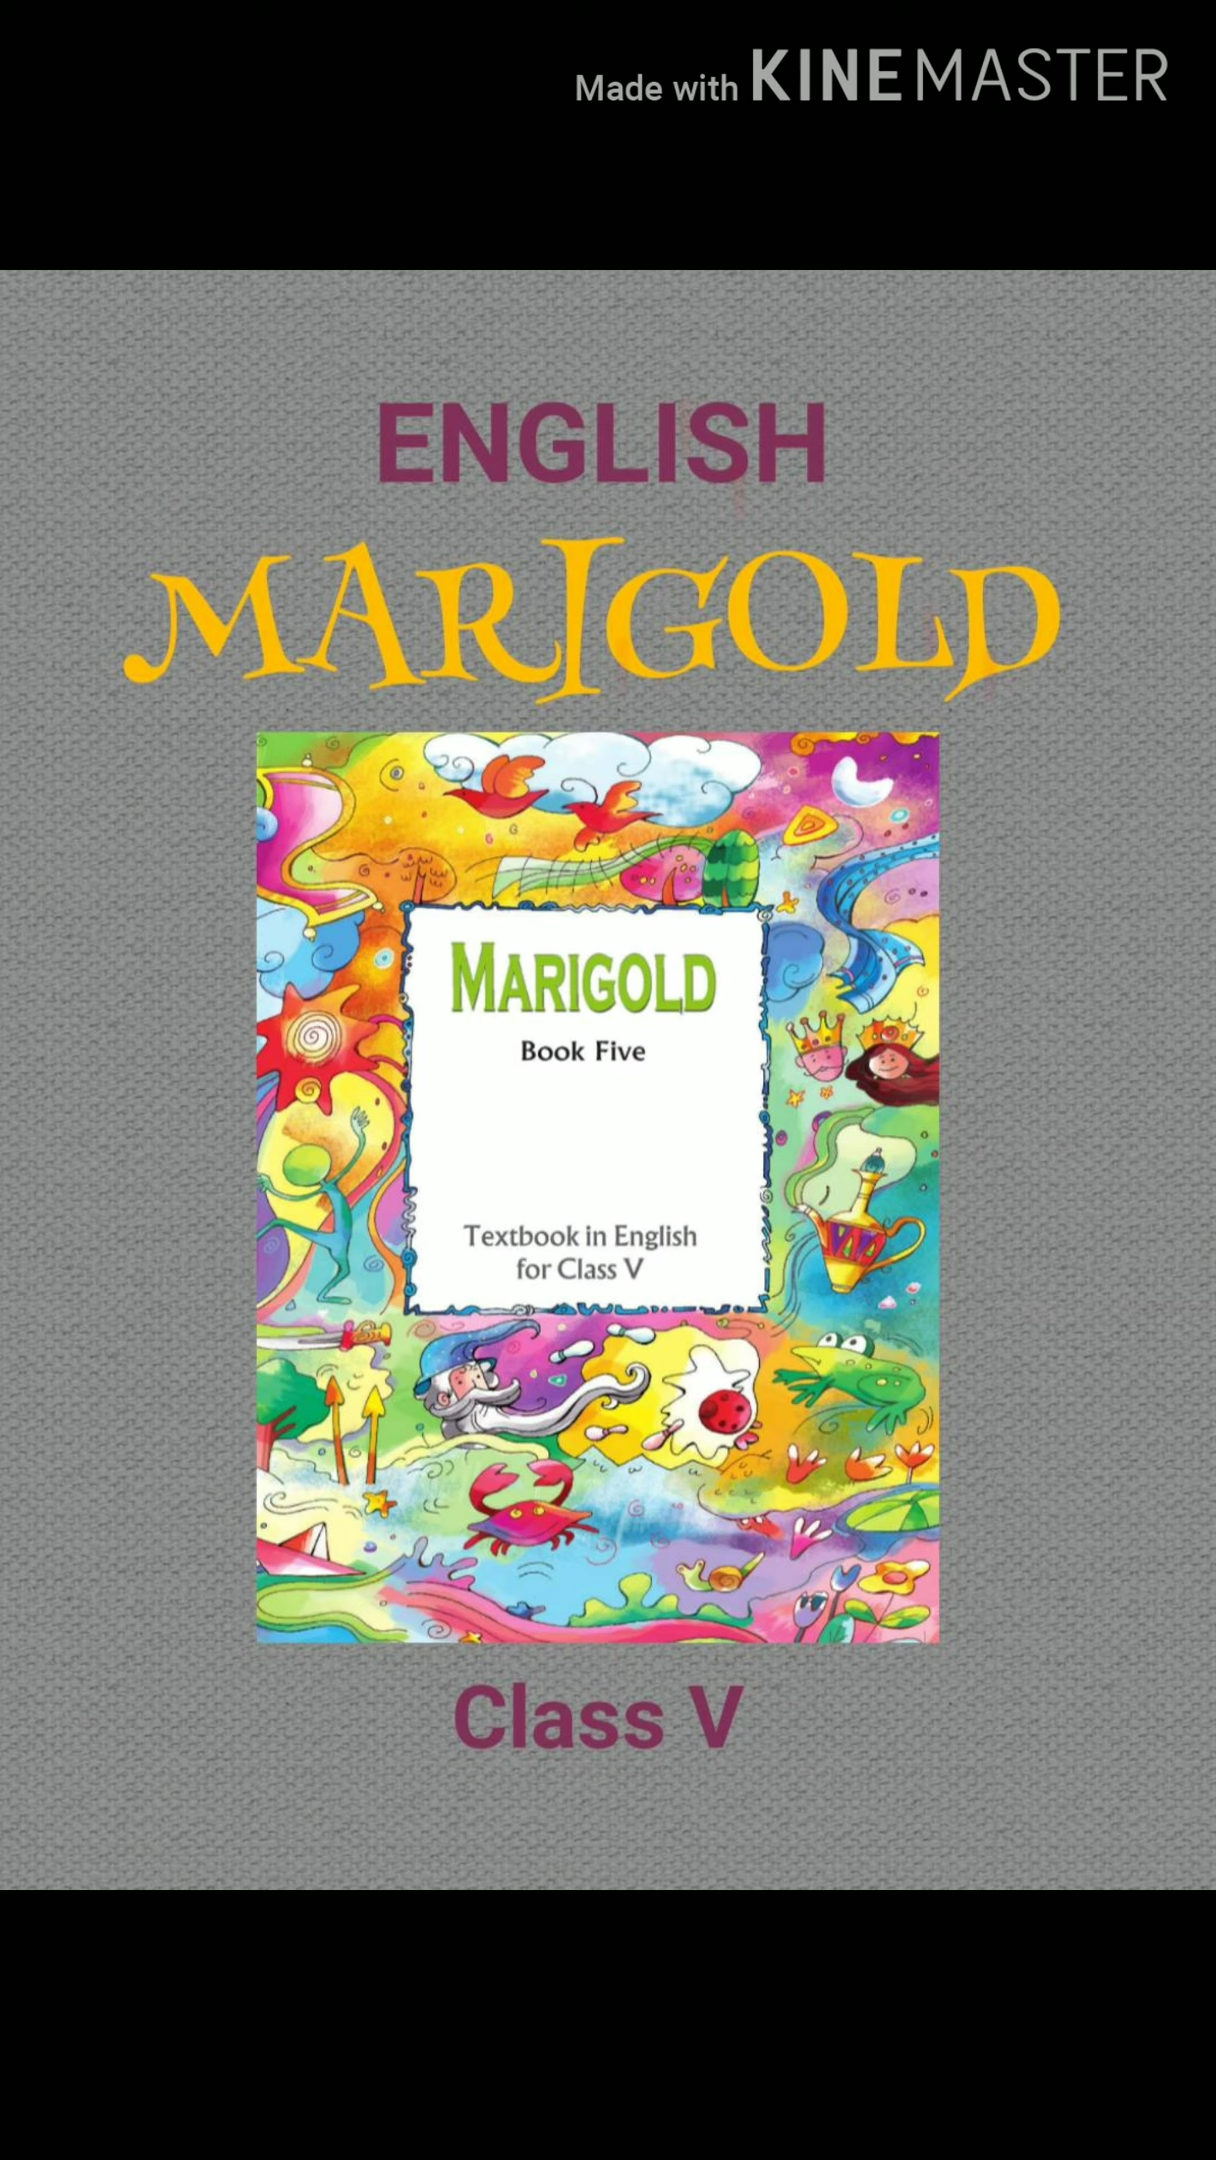 Made with KINEMASTER
ENGLISH
MARIGOLD
MARIGOLD
Book Five
Textbook in English
for Class V
Class V